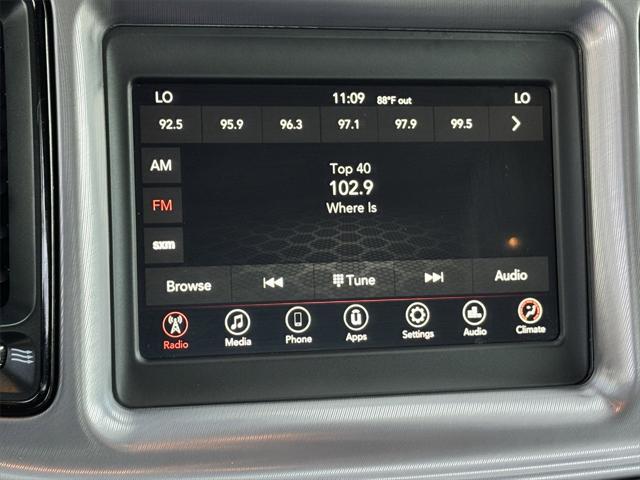 LO 11:09 88°F out LO
92.5 95.9 96.3 97.1 97.9 99.5
AM
Top 40
102.9
FM
Where Is
sxm
Browse Tune Audio
Radio Media Phone Apps Settings Audio Climate